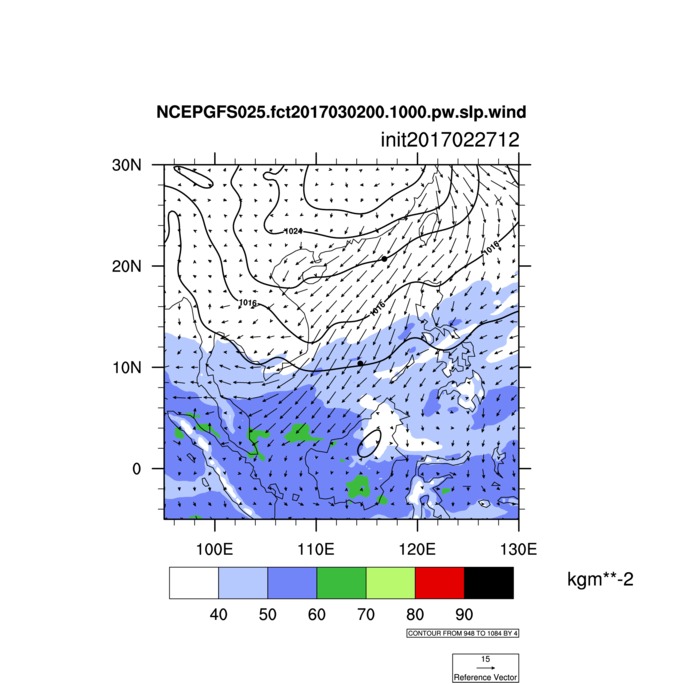 NCEPGFS025.fct2017030200.1000.pw.slp.wind
init2017022712
30N
20N
10N
0
1024
1018
1016
1016
100E
110E
120E
130E
kgm**-2
40
50
60
70
80
90
CONTOUR FROM 948 TO 1084 BY 4
15
Reference Vector